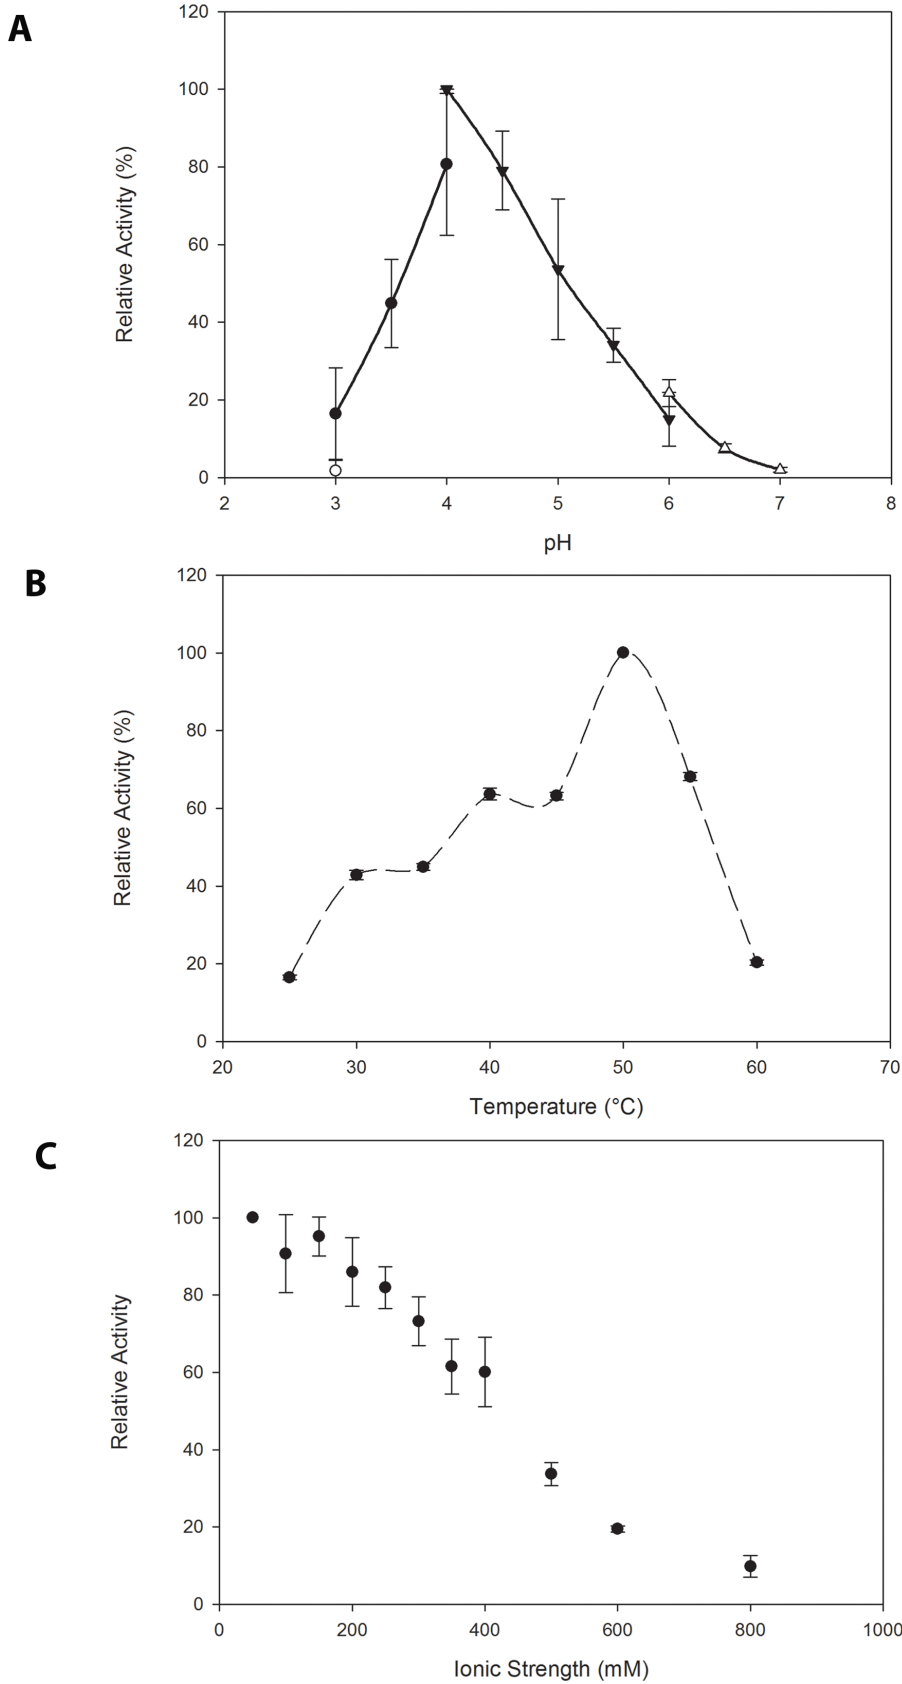 A
120
100
80
60
40
20
0
Relative Activity (%)
2 3 4 5 6 7 8
pH
B
120
100
80
60
40
20
0
Relative Activity (%)
20 30 40 50 60 70
Temperature (°C)
C
120
100
80
60
40
20
0
Relative Activity
0 200 400 600 800 1000
Ionic Strength (mM)